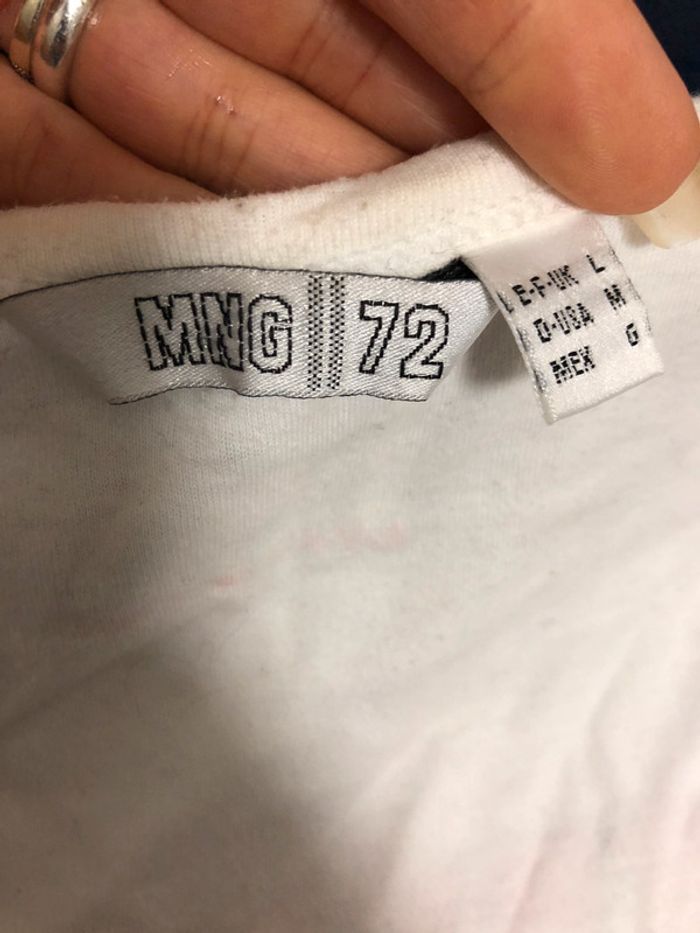 MNG 72
E-F-UK L
D-USA M
MEX G